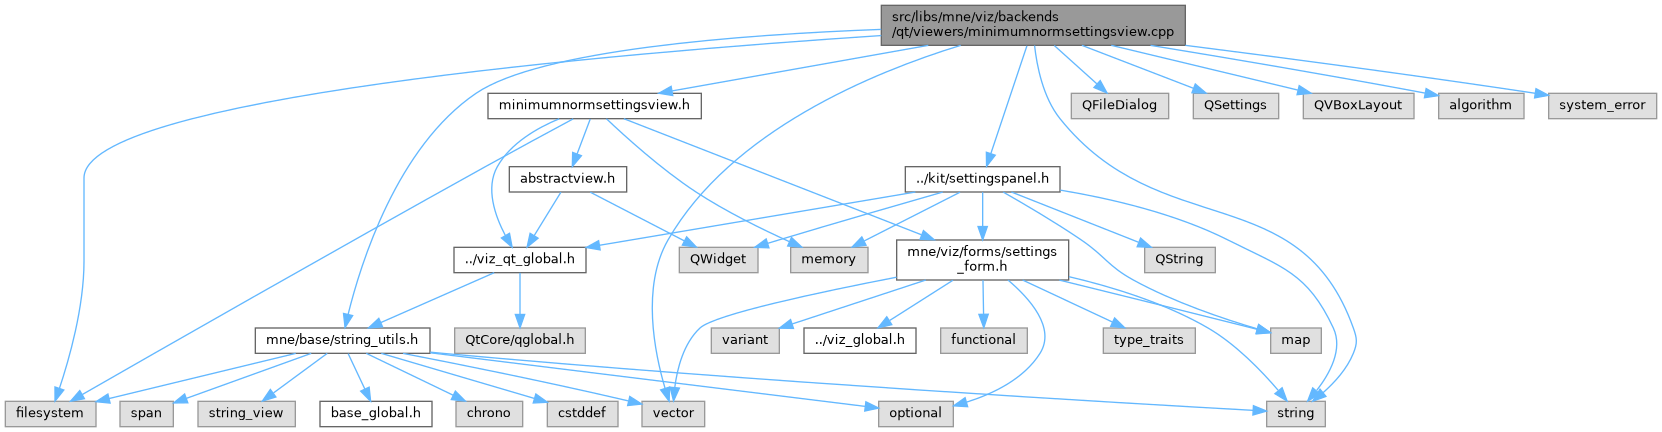 src/libs/mne/viz/backends
/qt/viewers/minimumnormsettingsview.cpp
minimumnormsettingsview.h
QFileDialog
QSettings
QVBoxLayout
algorithm
system_error
abstractview.h
../kit/settingspanel.h
../viz_qt_global.h
QWidget
memory
mne/viz/forms/settings
_form.h
QString
mne/base/string_utils.h
QtCore/qglobal.h
variant
../viz_global.h
functional
type_traits
map
filesystem
span
string_view
base_global.h
chrono
cstddef
vector
optional
string